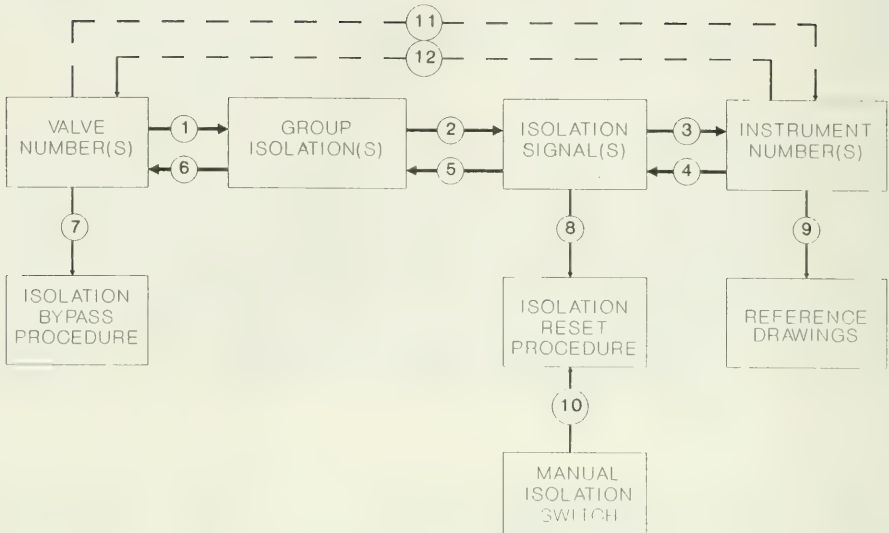 11
12
VALVE
NUMBER(S)
1
6
GROUP
ISOLATION(S)
2
5
ISOLATION
SIGNAL(S)
3
4
INSTRUMENT
NUMBER(S)
7
8
9
ISOLATION
BYPASS
PROCEDURE
ISOLATION
RESET
PROCEDURE
REFERENCE
DRAWINGS
10
MANUAL
ISOLATION
SWITCH